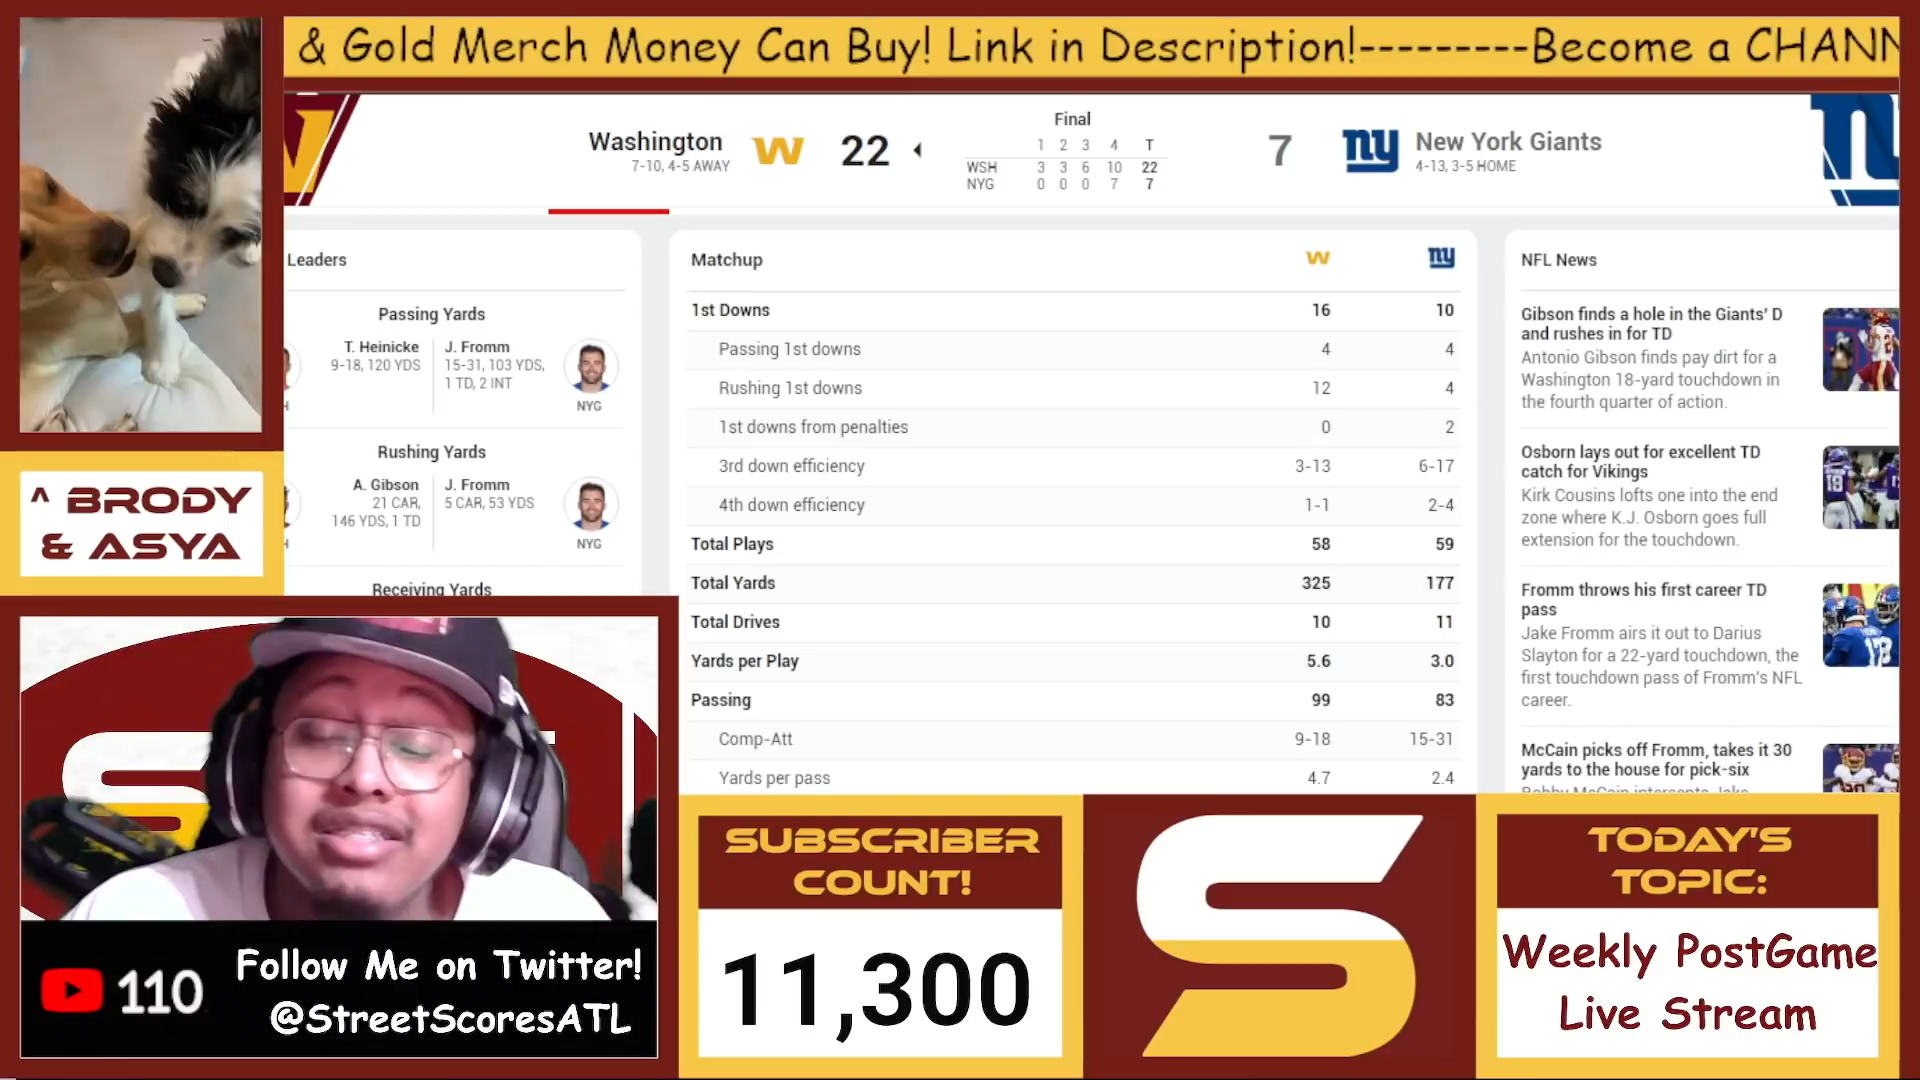 & Gold Merch Money Can Buy! Link in Description!---------Become a CHANN
Washington
7-10, 4-5 AWAY
W
22
Final
1 2 3 4 T
WSH 3 3 6 10 22
NYG 0 0 0 7 7
7
ny
New York Giants
4-13, 3-5 HOME
Leaders
Passing Yards
T. Heinicke
9-18, 120 YDS
J. Fromm
15-31, 103 YDS,
1 TD, 2 INT
NYG
Rushing Yards
A. Gibson
21 CAR,
146 YDS, 1 TD
J. Fromm
5 CAR, 53 YDS
NYG
Receiving Yards
Matchup W ny
1st Downs 16 10
Passing 1st downs 4 4
Rushing 1st downs 12 4
1st downs from penalties 0 2
3rd down efficiency 3-13 6-17
4th down efficiency 1-1 2-4
Total Plays 58 59
Total Yards 325 177
Total Drives 10 11
Yards per Play 5.6 3.0
Passing 99 83
Comp-Att 9-18 15-31
Yards per pass 4.7 2.4
NFL News
Gibson finds a hole in the Giants' D
and rushes in for TD
Antonio Gibson finds pay dirt for a
Washington 18-yard touchdown in
the fourth quarter of action.
Osborn lays out for excellent TD
catch for Vikings
Kirk Cousins lofts one into the end
zone where K.J. Osborn goes full
extension for the touchdown.
Fromm throws his first career TD
pass
Jake Fromm airs it out to Darius
Slayton for a 22-yard touchdown, the
first touchdown pass of Fromm's NFL
career.
McCain picks off Fromm, takes it 30
yards to the house for pick-six
Bobby McCain intercepts Jake
^ BRODY
& ASYA
110
Follow Me on Twitter!
@StreetScoresATL
SUBSCRIBER
COUNT!
11,300
S
TODAY'S
TOPIC:
Weekly PostGame
Live Stream